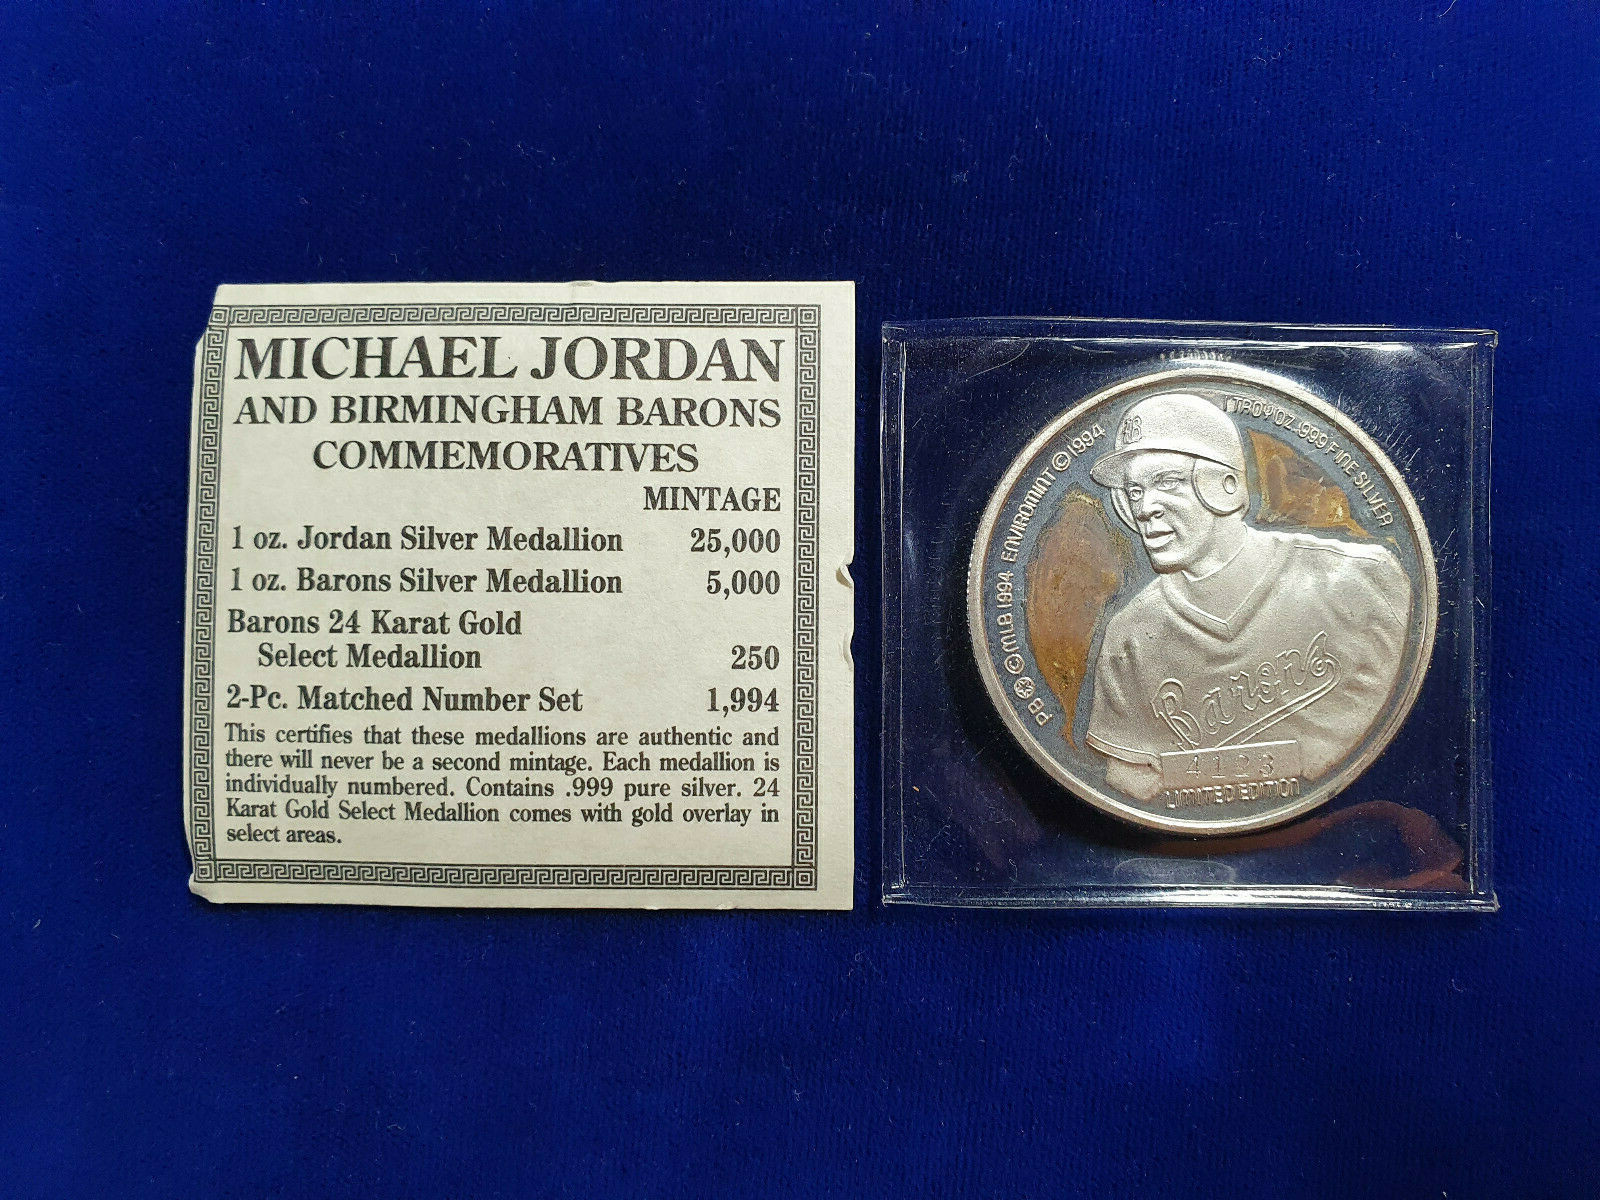 MICHAEL JORDAN
AND BIRMINGHAM BARONS
COMMEMORATIVES
MINTAGE
1 oz. Jordan Silver Medallion 25,000
1 oz. Barons Silver Medallion 5,000
Barons 24 Karat Gold
Select Medallion 250
2-Pc. Matched Number Set 1,994
This certifies that these medallions are authentic and
there will never be a second mintage. Each medallion is
individually numbered. Contains .999 pure silver. 24
Karat Gold Select Medallion comes with gold overlay in
select areas.
PB ©MLB 1994 ENVIROMINT ©1994
1 TROY OZ .999 FINE SILVER
B
Barons
4123
LIMITED EDITION